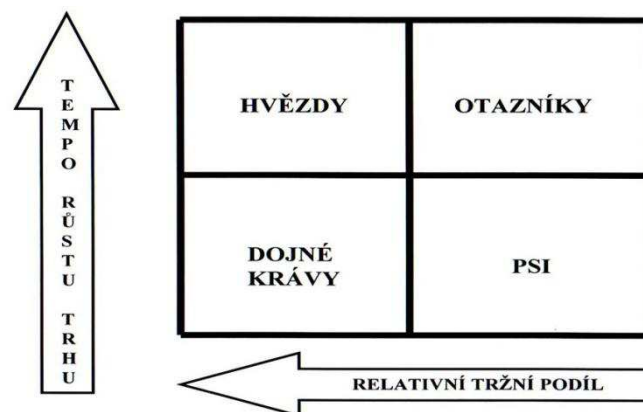 TEMPO RŮSTU TRHU
HVĚZDY
OTAZNÍKY
DOJNÉ
KRÁVY
PSI
RELATIVNÍ TRŽNÍ PODÍL